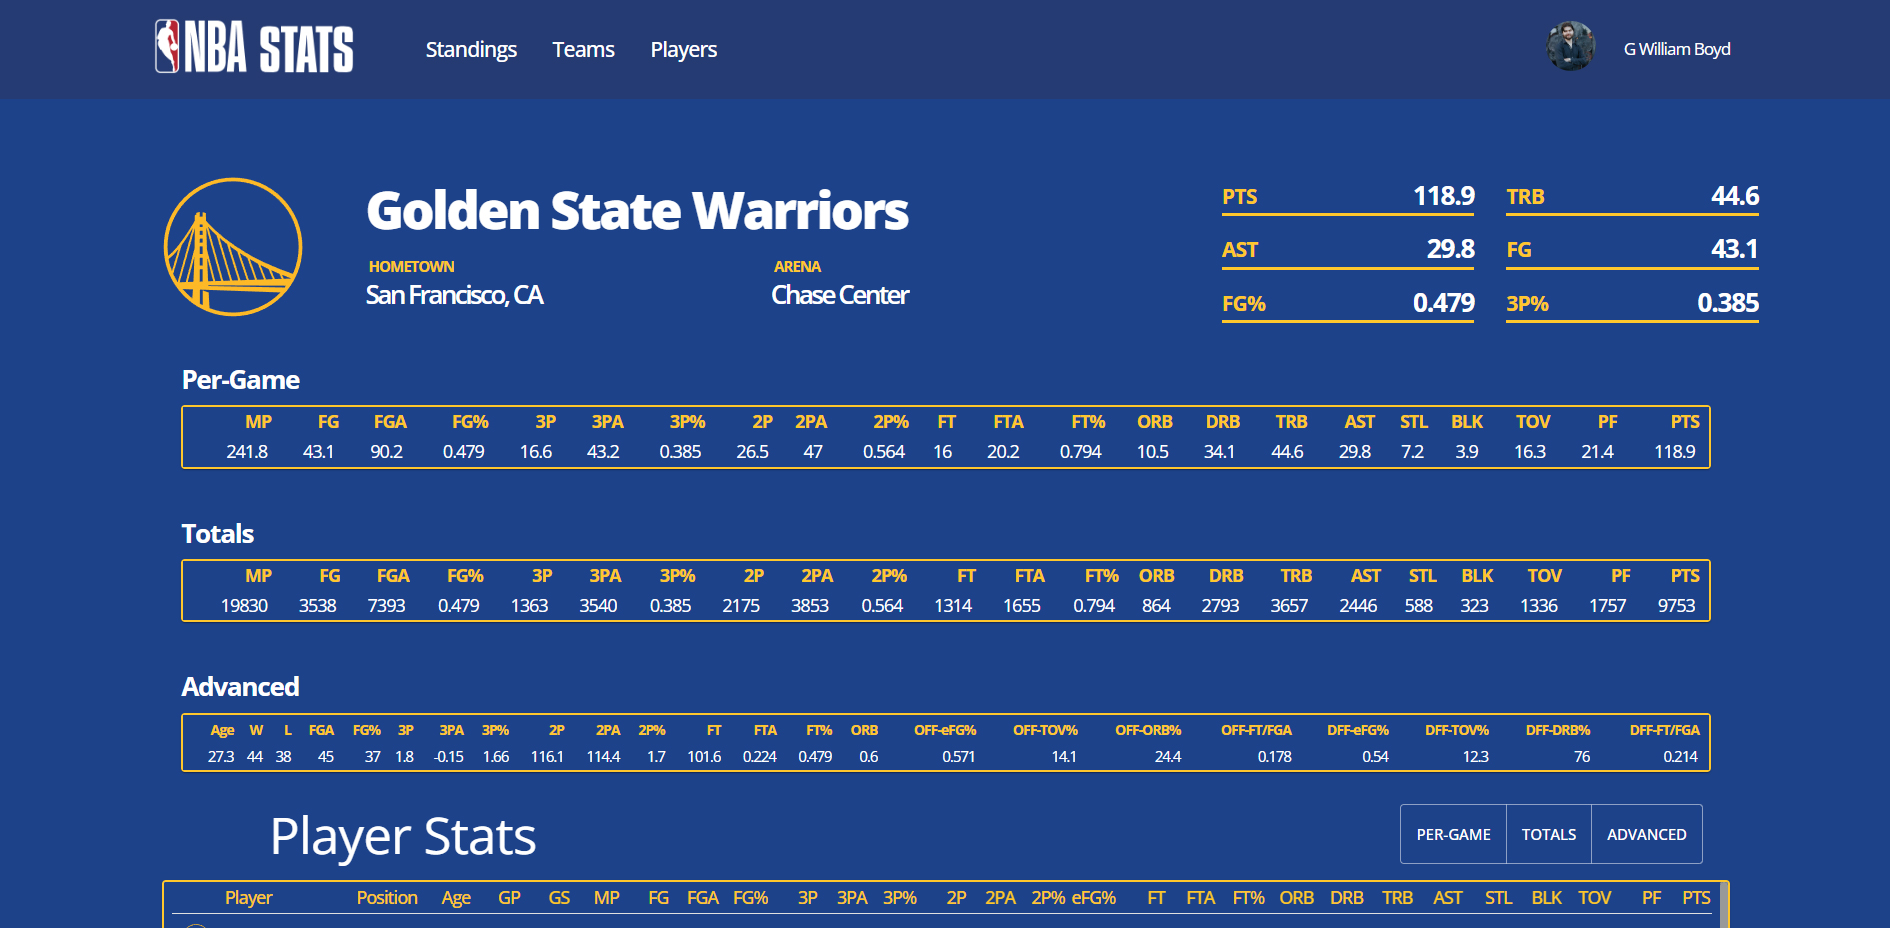 NBA STATS Standings Teams Players G William Boyd
Golden State Warriors
HOMETOWN ARENA
San Francisco, CA Chase Center
PTS 118.9 TRB 44.6
AST 29.8 FG 43.1
FG% 0.479 3P% 0.385
Per-Game
MP FG FGA FG% 3P 3PA 3P% 2P 2PA 2P% FT FTA FT% ORB DRB TRB AST STL BLK TOV PF PTS
241.8 43.1 90.2 0.479 16.6 43.2 0.385 26.5 47 0.564 16 20.2 0.794 10.5 34.1 44.6 29.8 7.2 3.9 16.3 21.4 118.9
Totals
MP FG FGA FG% 3P 3PA 3P% 2P 2PA 2P% FT FTA FT% ORB DRB TRB AST STL BLK TOV PF PTS
19830 3538 7393 0.479 1363 3540 0.385 2175 3853 0.564 1314 1655 0.794 864 2793 3657 2446 588 323 1336 1757 9753
Advanced
Age W L FGA FG% 3P 3PA 3P% 2P 2PA 2P% FT FTA FT% ORB OFF-eFG% OFF-TOV% OFF-ORB% OFF-FT/FGA DFF-eFG% DFF-TOV% DFF-DRB% DFF-FT/FGA
27.3 44 38 45 37 1.8 -0.15 1.66 116.1 114.4 1.7 101.6 0.224 0.479 0.6 0.571 14.1 24.4 0.178 0.54 12.3 76 0.214
Player Stats PER-GAME TOTALS ADVANCED
Player Position Age GP GS MP FG FGA FG% 3P 3PA 3P% 2P 2PA 2P% eFG% FT FTA FT% ORB DRB TRB AST STL BLK TOV PF PTS